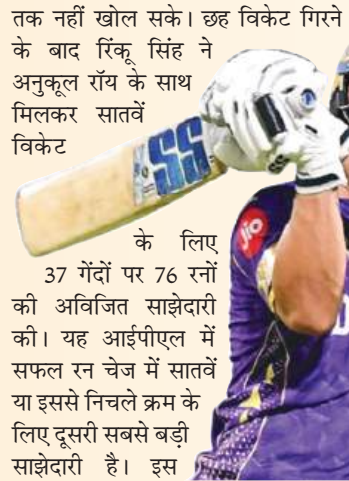 तक नहीं खोल सके। छह विकेट गिरने
के बाद रिंकू सिंह ने
अनुकूल रॉय के साथ
मिलकर सातवें
विकेट
SS
के लिए
jio
37 गेंदों पर 76 रनों
की अविजित साझेदारी
की। यह आईपीएल में
सफल रन चेज में सातवें
या इससे निचले क्रम के
लिए दूसरी सबसे बड़ी
साझेदारी है। इस